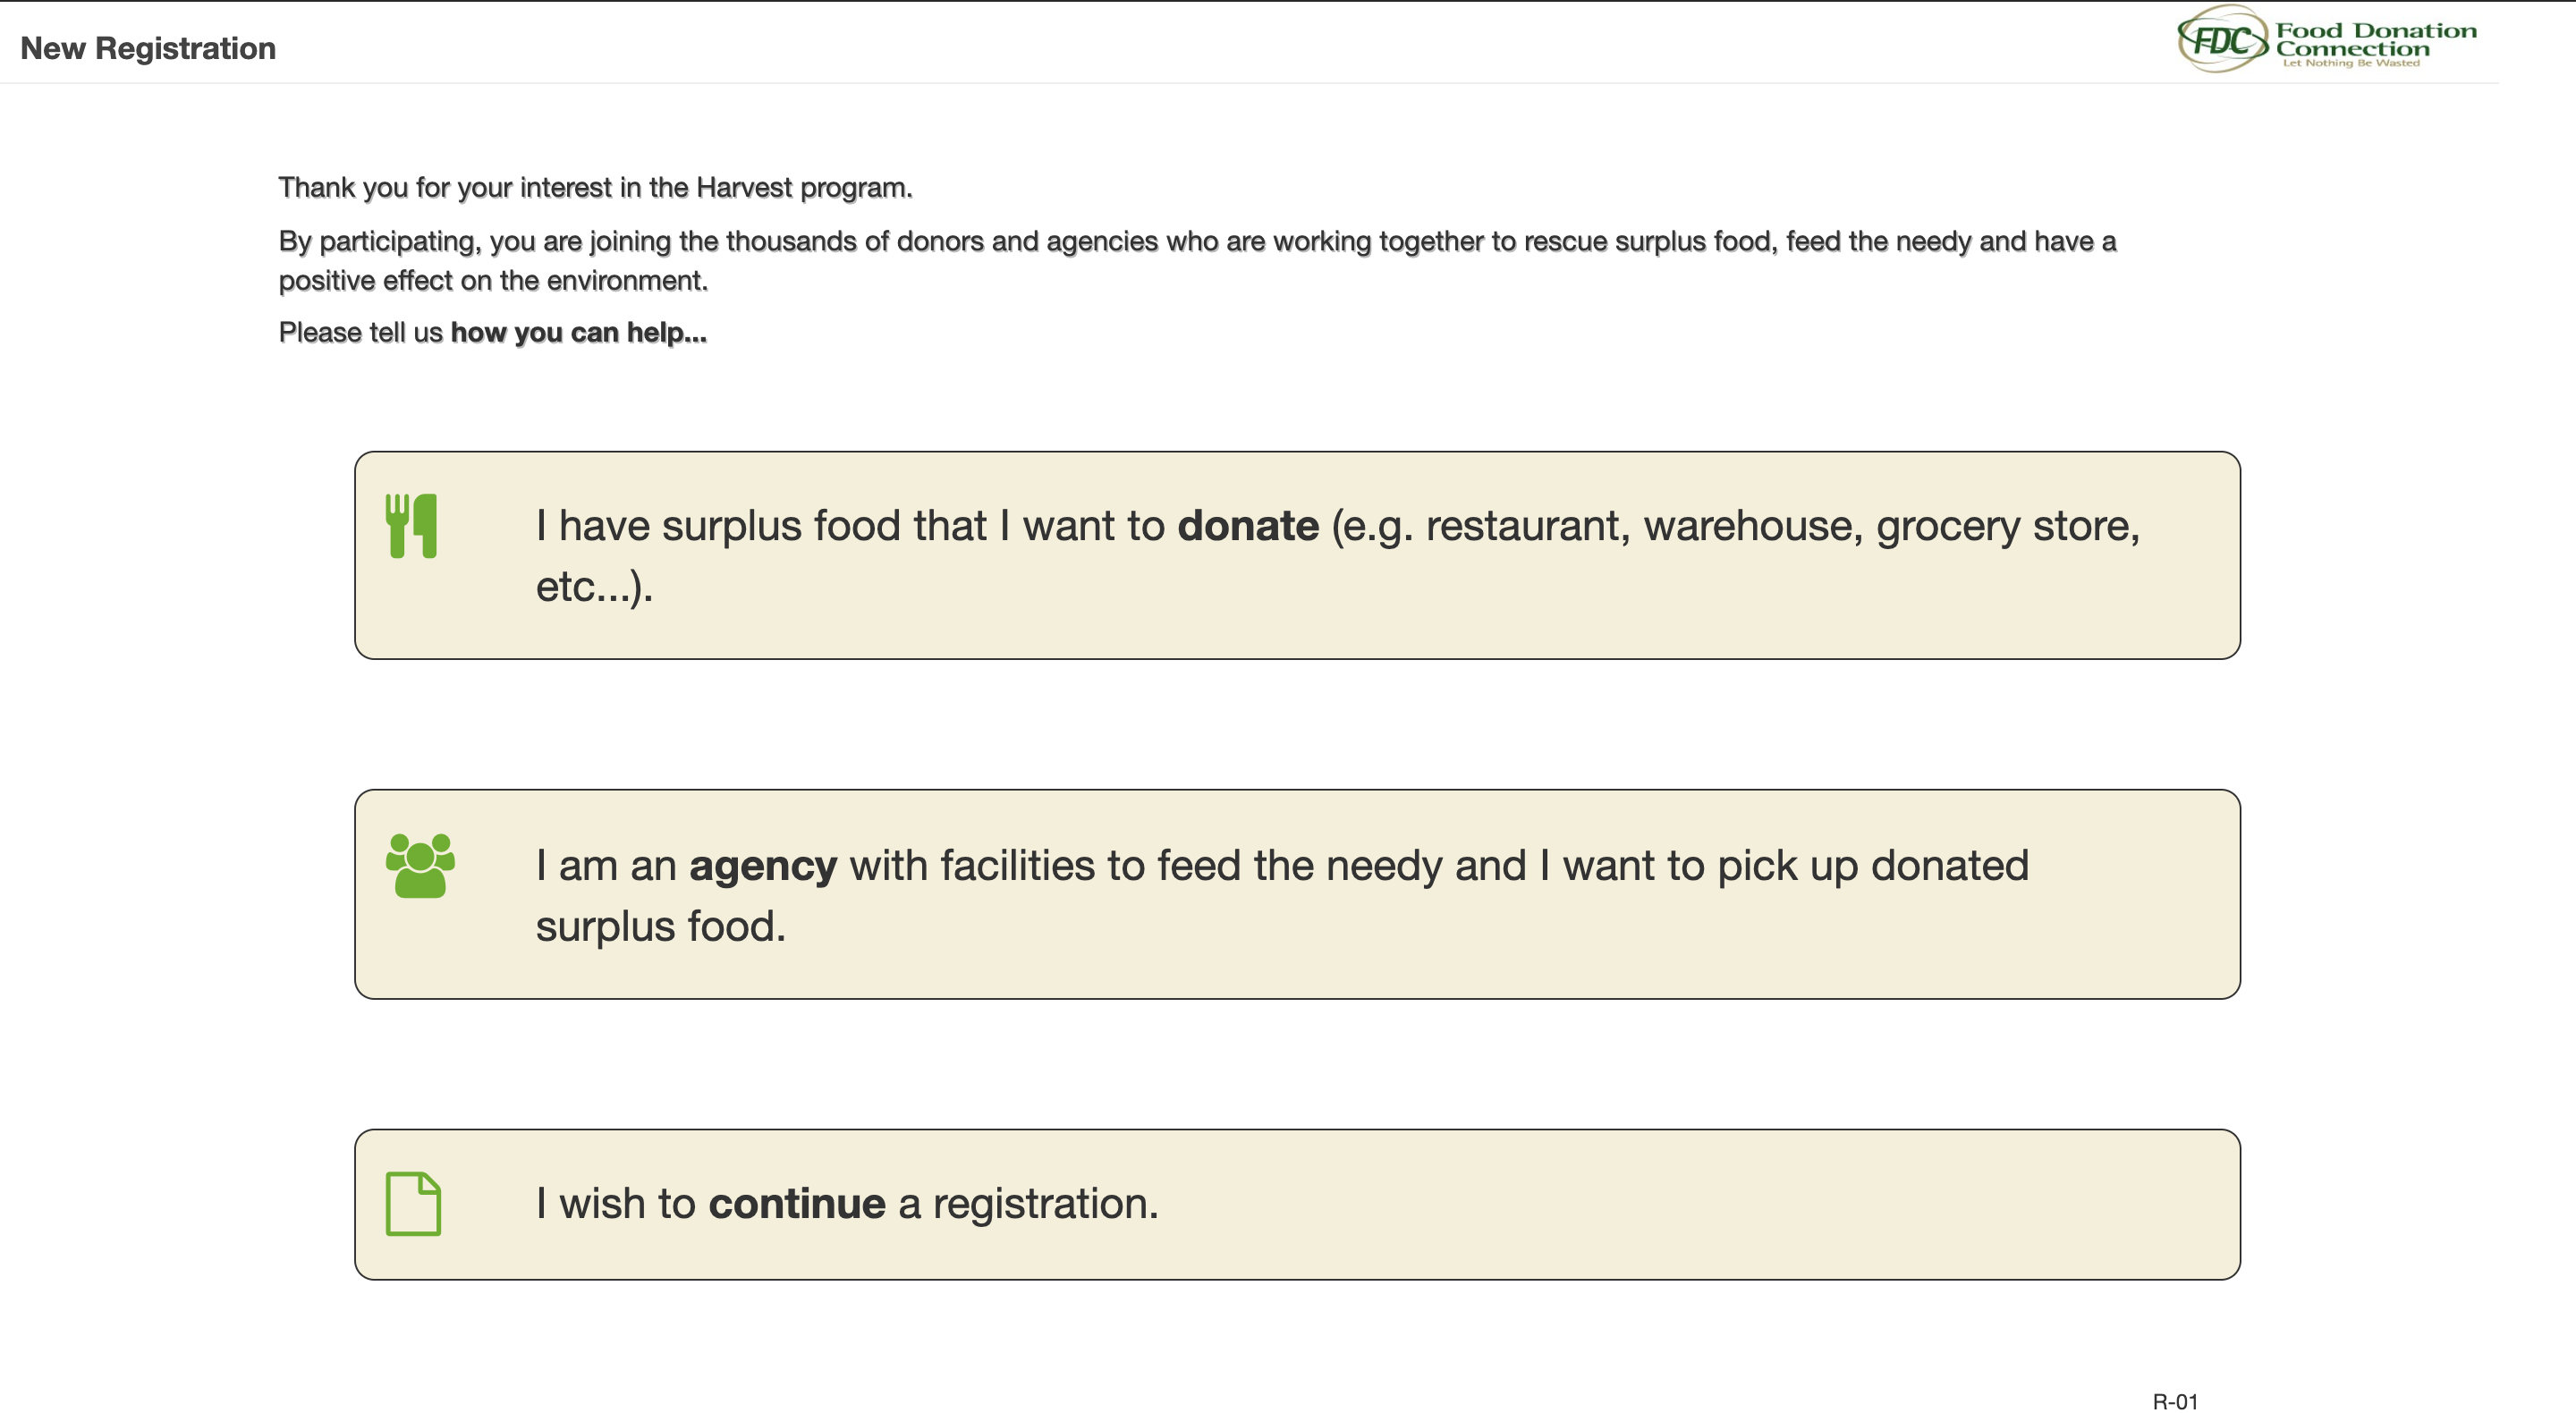 New Registration
FDC
Food Donation
Connection
Let Nothing Be Wasted
Thank you for your interest in the Harvest program.
By participating, you are joining the thousands of donors and agencies who are working together to rescue surplus food, feed the needy and have a
positive effect on the environment.
Please tell us how you can help...
I have surplus food that I want to donate (e.g. restaurant, warehouse, grocery store,
etc...).
I am an agency with facilities to feed the needy and I want to pick up donated
surplus food.
I wish to continue a registration.
R-01